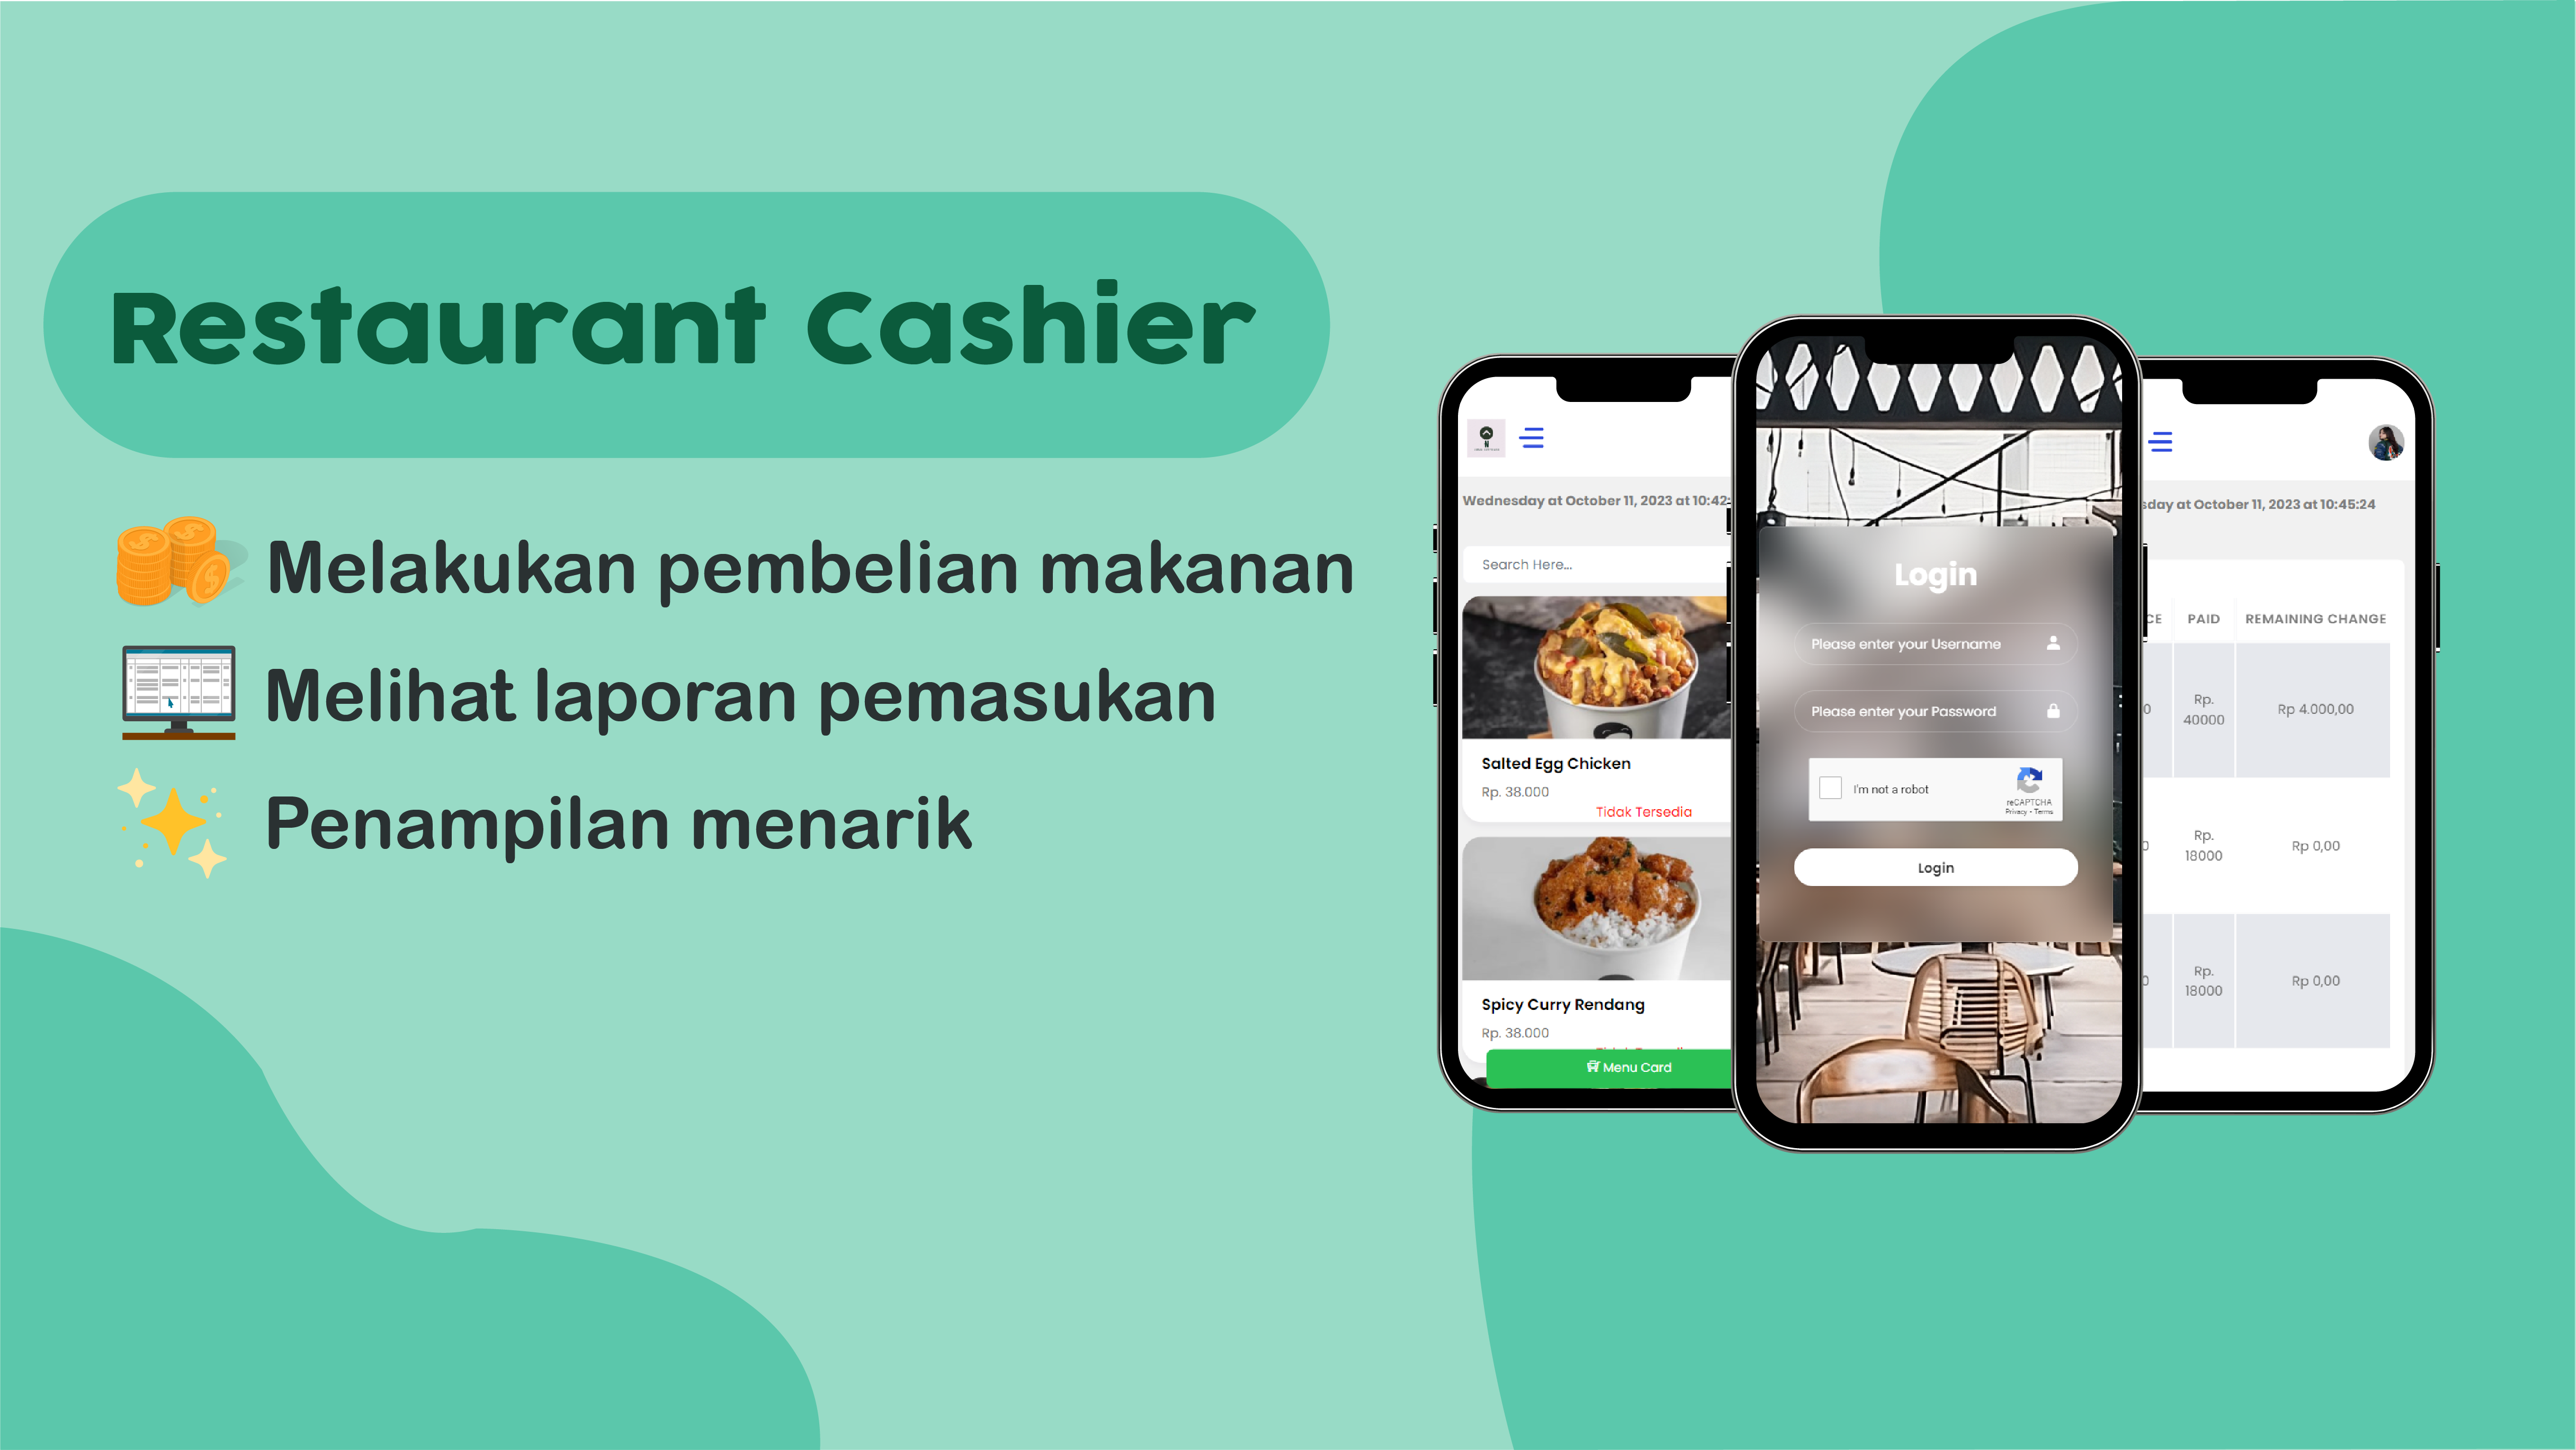 Restaurant Cashier
Melakukan pembelian makanan
Melihat laporan pemasukan
Penampilan menarik
Wednesday at October 11, 2023 at 10:42:
Search Here...
Salted Egg Chicken
Rp. 38.000
Tidak Tersedia
Spicy Curry Rendang
Rp. 38.000
Menu Card
Login
Please enter your Username
Please enter your Password
I'm not a robot
reCAPTCHA
Privacy - Terms
Login
sday at October 11, 2023 at 10:45:24
CE PAID REMAINING CHANGE
0 Rp. 40000 Rp 4.000,00
0 Rp. 18000 Rp 0,00
0 Rp. 18000 Rp 0,00